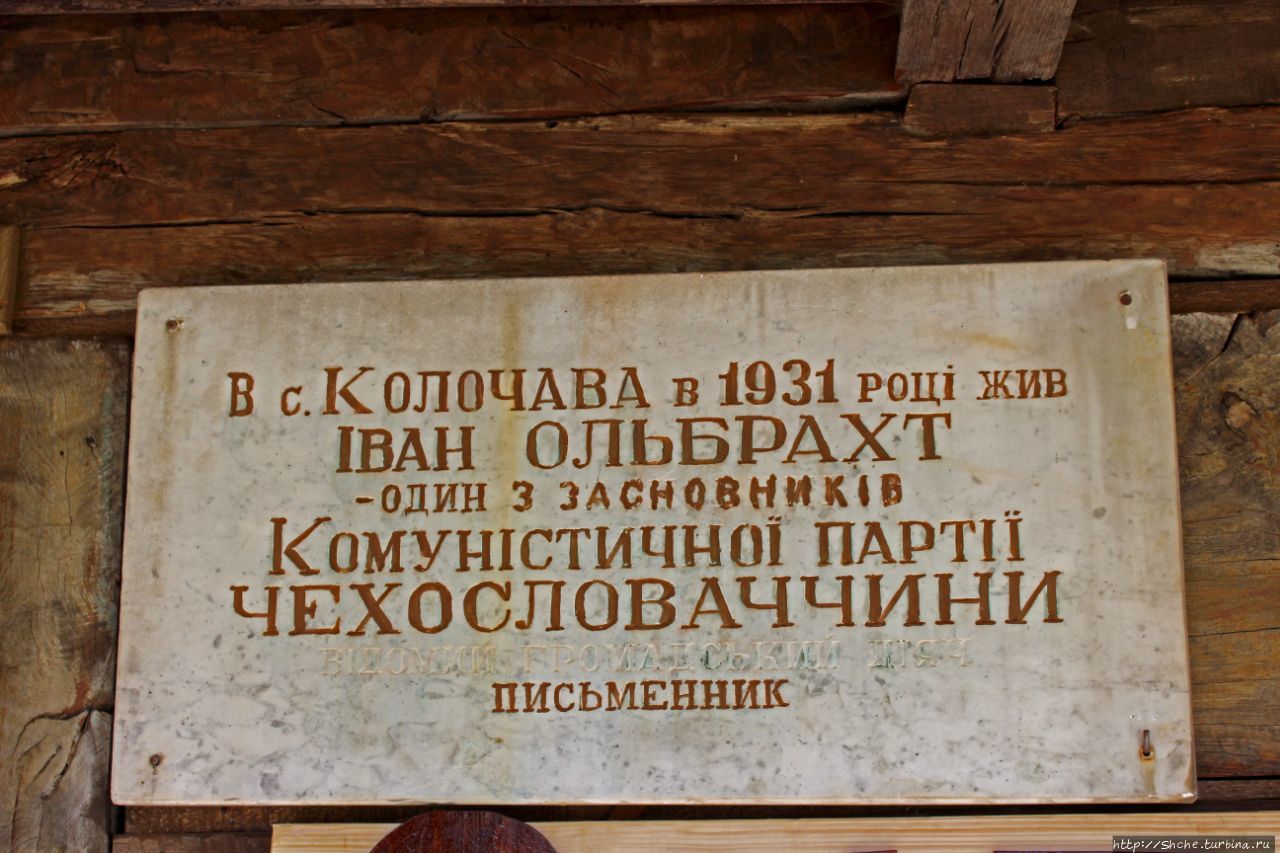 В с. Колочава в 1931 році жив
Іван Ольбрахт
- один з засновників
Комуністичної партії
Чехословаччини
відомий громадський діяч
письменник
http://Shche.turbina.ru